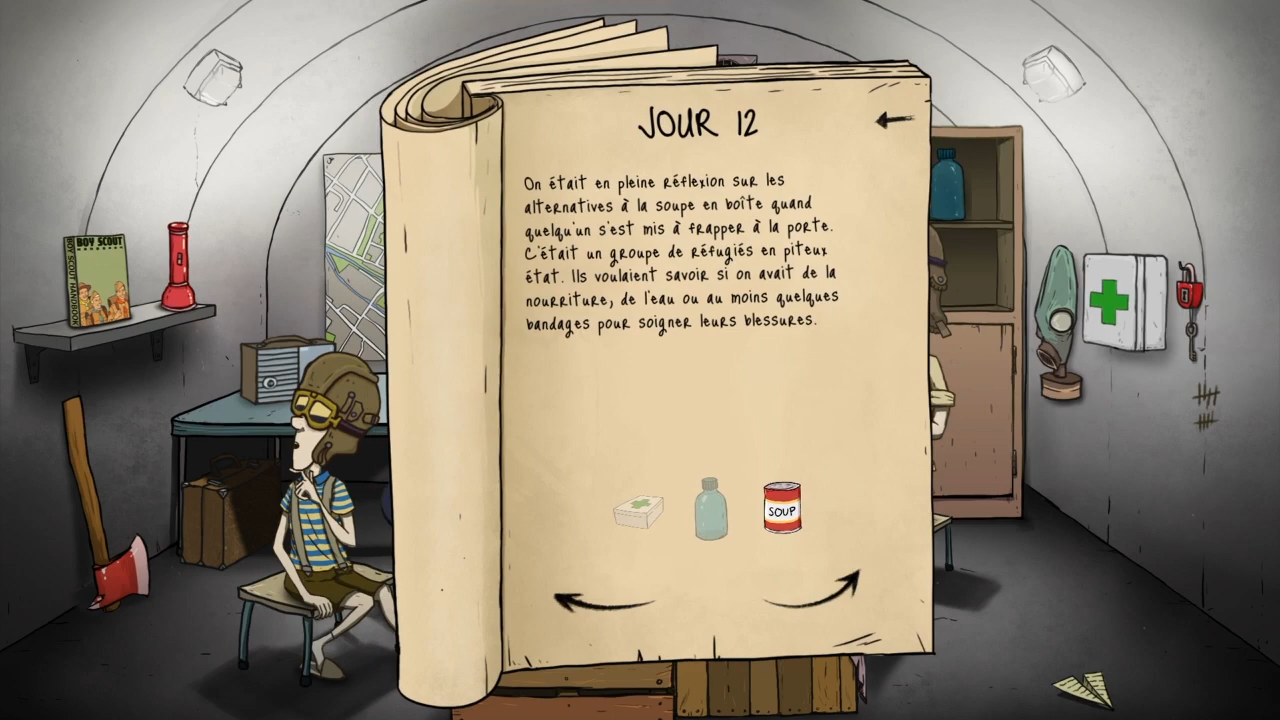 JOUR 12
On était en pleine réflexion sur les
alternatives à la soupe en boîte quand
quelqu'un s'est mis à frapper à la porte.
C'était un groupe de réfugiés en piteux
état. Ils voulaient savoir si on avait de la
nourriture, de l'eau ou au moins quelques
bandages pour soigner leurs blessures.
SOUP
BOY SCOUT
BOY SCOUT HANDBOOK